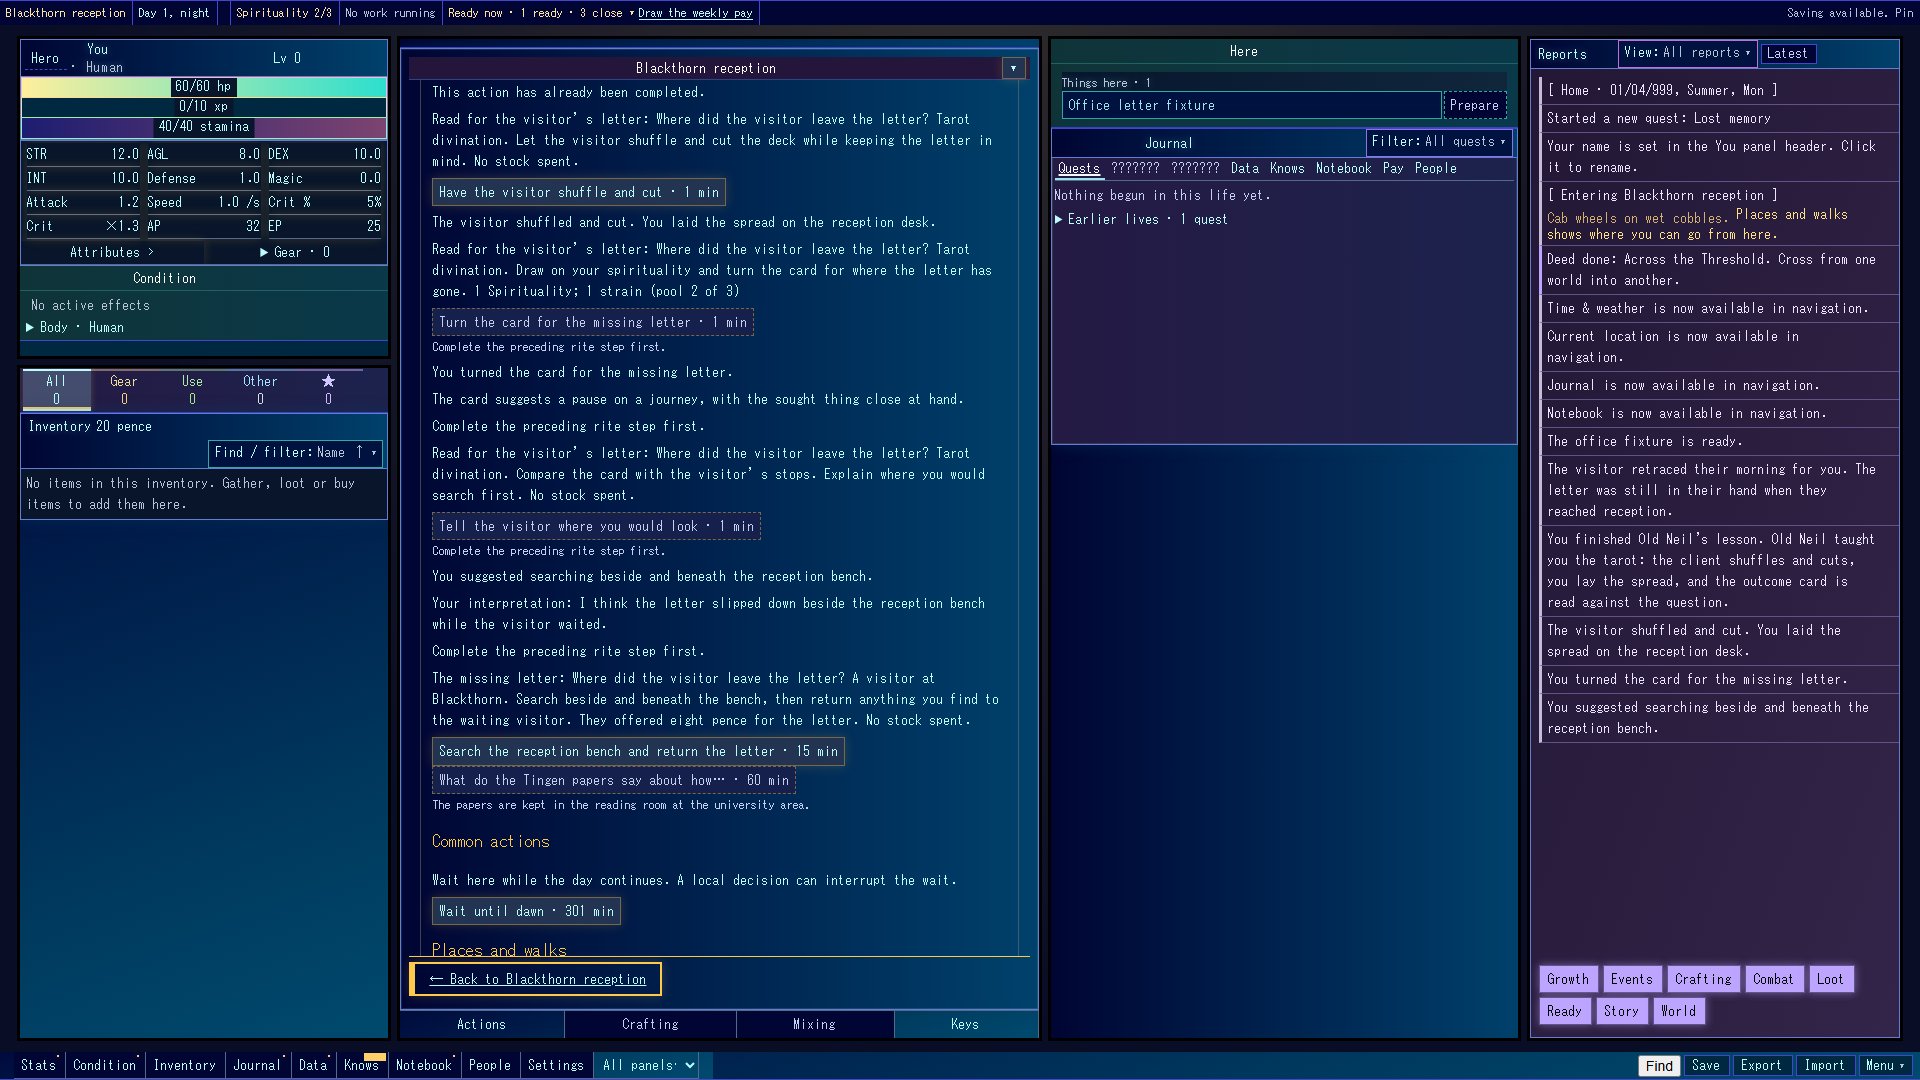 Blackthorn reception
Day 1, night
Spirituality 2/3
No work running
Ready now · 1 ready · 3 close ▾ Draw the weekly pay
Saving available. Pin
Hero · You
Human
Lv 0
60/60 hp
0/10 xp
40/40 stamina
STR 12.0 AGL 8.0 DEX 10.0
INT 10.0 Defense 1.0 Magic 0.0
Attack 1.2 Speed 1.0 /s Crit % 5%
Crit ×1.3 AP 32 EP 25
Attributes >
▶ Gear · 0
Condition
No active effects
▶ Body · Human
All Gear Use Other ★
0 0 0 0 0
Inventory 20 pence
Find / filter: Name ↑ ▾
No items in this inventory. Gather, loot or buy
items to add them here.
Blackthorn reception
▾
This action has already been completed.
Read for the visitor's letter: Where did the visitor leave the letter? Tarot
divination. Let the visitor shuffle and cut the deck while keeping the letter in
mind. No stock spent.
Have the visitor shuffle and cut · 1 min
The visitor shuffled and cut. You laid the spread on the reception desk.
Read for the visitor's letter: Where did the visitor leave the letter? Tarot
divination. Draw on your spirituality and turn the card for where the letter has
gone. 1 Spirituality; 1 strain (pool 2 of 3)
Turn the card for the missing letter · 1 min
Complete the preceding rite step first.
You turned the card for the missing letter.
The card suggests a pause on a journey, with the sought thing close at hand.
Complete the preceding rite step first.
Read for the visitor's letter: Where did the visitor leave the letter? Tarot
divination. Compare the card with the visitor's stops. Explain where you would
search first. No stock spent.
Tell the visitor where you would look · 1 min
Complete the preceding rite step first.
You suggested searching beside and beneath the reception bench.
Your interpretation: I think the letter slipped down beside the reception bench
while the visitor waited.
Complete the preceding rite step first.
The missing letter: Where did the visitor leave the letter? A visitor at
Blackthorn. Search beside and beneath the bench, then return anything you find to
the waiting visitor. They offered eight pence for the letter. No stock spent.
Search the reception bench and return the letter · 15 min
What do the Tingen papers say about how… · 60 min
The papers are kept in the reading room at the university area.
Common actions
Wait here while the day continues. A local decision can interrupt the wait.
Wait until dawn · 301 min
Places and walks
← Back to Blackthorn reception
Actions Crafting Mixing Keys
Here
Things here · 1
Office letter fixture
Prepare
Journal
Filter: All quests ▾
Quests ??????? ??????? Data Knows Notebook Pay People
Nothing begun in this life yet.
▶ Earlier lives · 1 quest
Reports
View: All reports ▾
Latest
[ Home · 01/04/999, Summer, Mon ]
Started a new quest: Lost memory
Your name is set in the You panel header. Click
it to rename.
[ Entering Blackthorn reception ]
Cab wheels on wet cobbles. Places and walks
shows where you can go from here.
Deed done: Across the Threshold. Cross from one
world into another.
Time & weather is now available in navigation.
Current location is now available in
navigation.
Journal is now available in navigation.
Notebook is now available in navigation.
The office fixture is ready.
The visitor retraced their morning for you. The
letter was still in their hand when they
reached reception.
You finished Old Neil's lesson. Old Neil taught
you the tarot: the client shuffles and cuts,
you lay the spread, and the outcome card is
read against the question.
The visitor shuffled and cut. You laid the
spread on the reception desk.
You turned the card for the missing letter.
You suggested searching beside and beneath the
reception bench.
Growth Events Crafting Combat Loot
Ready Story World
Stats Condition Inventory Journal Data Knows Notebook People Settings All panels
Find Save Export Import Menu ▾